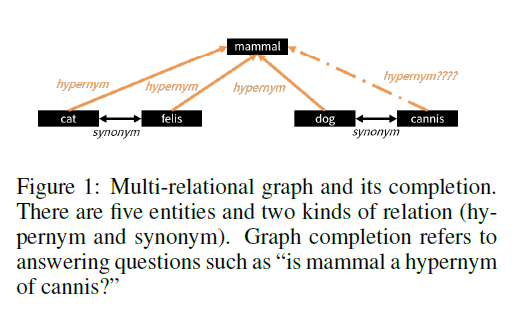 mammal
hypernym hypernym hypernym hypernym????
cat felis dog cannis
synonym synonym
Figure 1: Multi-relational graph and its completion.
There are five entities and two kinds of relation (hy-
pernym and synonym). Graph completion refers to
answering questions such as “is mammal a hypernym
of cannis?”